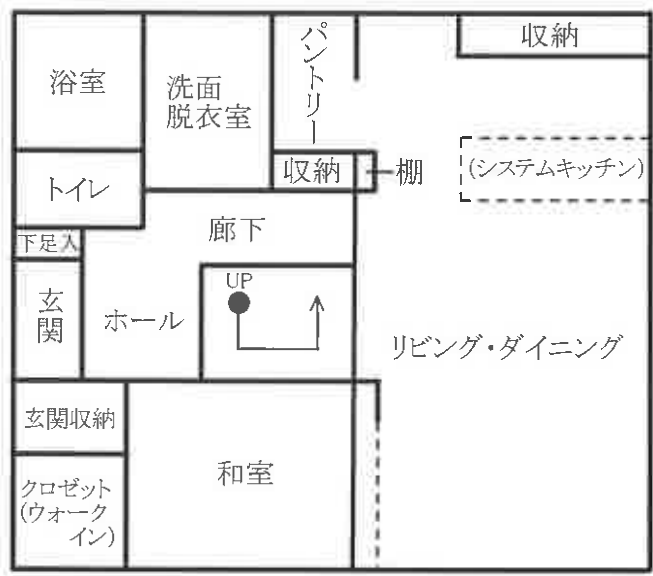 浴室
洗面
脱衣室
パントリー
収納
トイレ
収納
棚
(システムキッチン)
下足入
廊下
玄関
ホール
UP
リビング・ダイニング
玄関収納
和室
クロゼット
(ウォーク
イン)